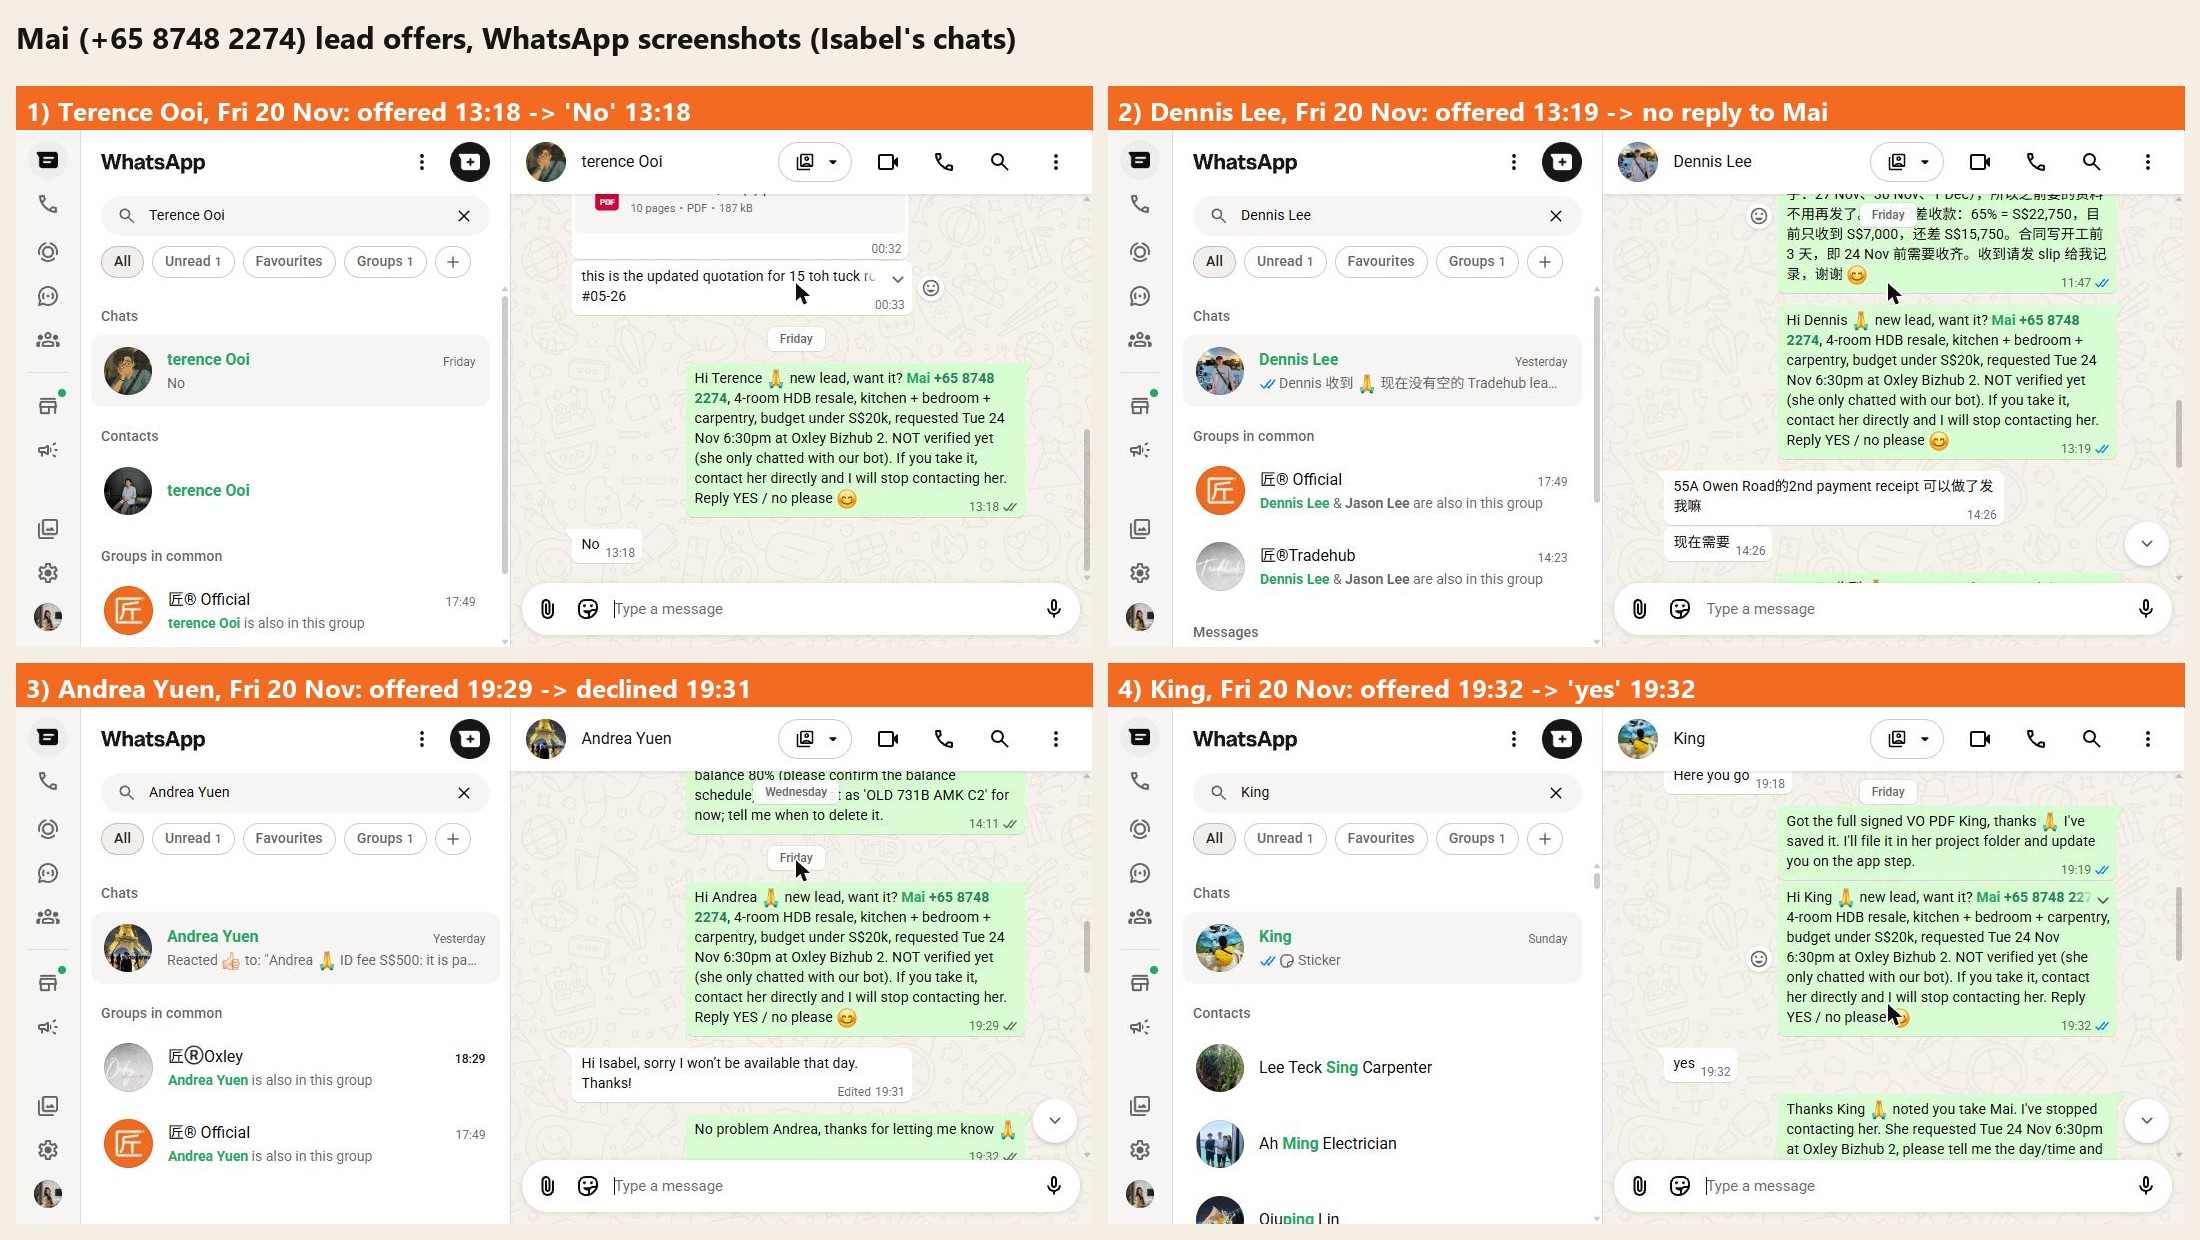 Mai (+65 8748 2274) lead offers, WhatsApp screenshots (Isabel's chats)
1) Terence Ooi, Fri 20 Nov: offered 13:18 -> 'No' 13:18
WhatsApp
Terence Ooi
All
Unread 1
Favourites
Groups 1
Chats
terence Ooi
Friday
No
Contacts
terence Ooi
Groups in common
匠® Official
17:49
terence Ooi is also in this group
terence Ooi
PDF
10 pages • PDF • 187 kB
00:32
this is the updated quotation for 15 toh tuck
#05-26
00:33
Friday
Hi Terence 🙏 new lead, want it? Mai +65 8748
2274, 4-room HDB resale, kitchen + bedroom +
carpentry, budget under S$20k, requested Tue 24
Nov 6:30pm at Oxley Bizhub 2. NOT verified yet
(she only chatted with our bot). If you take it,
contact her directly and I will stop contacting her.
Reply YES / no please 😊
13:18
No
13:18
Type a message
2) Dennis Lee, Fri 20 Nov: offered 13:19 -> no reply to Mai
WhatsApp
Dennis Lee
All
Unread 1
Favourites
Groups 1
Chats
Dennis Lee
Yesterday
Dennis 收到 🙏 现在没有空的 Tradehub lea...
Groups in common
匠® Official
17:49
Dennis Lee & Jason Lee are also in this group
匠®Tradehub
14:23
Dennis Lee & Jason Lee are also in this group
Messages
Dennis Lee
27 Nov、30 Nov、1 Dec），所以之前要的资料
不用再发了
Friday
差收款：65% = S$22,750，目
前只收到 S$7,000，还差 S$15,750。合同写开工前
3 天，即 24 Nov 前需要收齐。收到请发 slip 给我记
录，谢谢 😊
11:47
Hi Dennis 🙏 new lead, want it? Mai +65 8748
2274, 4-room HDB resale, kitchen + bedroom +
carpentry, budget under S$20k, requested Tue 24
Nov 6:30pm at Oxley Bizhub 2. NOT verified yet
(she only chatted with our bot). If you take it,
contact her directly and I will stop contacting her.
Reply YES / no please 😊
13:19
55A Owen Road的2nd payment receipt 可以做了发
我嘛
14:26
现在需要
14:26
Type a message
3) Andrea Yuen, Fri 20 Nov: offered 19:29 -> declined 19:31
WhatsApp
Andrea Yuen
All
Unread 1
Favourites
Groups 1
Chats
Andrea Yuen
Yesterday
Reacted 👍🏻 to: "Andrea 🙏 ID fee S$500: it is pa...
Groups in common
匠®Oxley
18:29
Andrea Yuen is also in this group
匠® Official
17:49
Andrea Yuen is also in this group
Andrea Yuen
balance 80% (please confirm the balance
schedule
Wednesday
as 'OLD 731B AMK C2' for
now; tell me when to delete it.
14:11
Friday
Hi Andrea 🙏 new lead, want it? Mai +65 8748
2274, 4-room HDB resale, kitchen + bedroom +
carpentry, budget under S$20k, requested Tue 24
Nov 6:30pm at Oxley Bizhub 2. NOT verified yet
(she only chatted with our bot). If you take it,
contact her directly and I will stop contacting her.
Reply YES / no please 😊
19:29
Hi Isabel, sorry I won't be available that day.
Thanks!
Edited 19:31
No problem Andrea, thanks for letting me know 🙏
19:32
Type a message
4) King, Fri 20 Nov: offered 19:32 -> 'yes' 19:32
WhatsApp
King
All
Unread 1
Favourites
Groups 1
Chats
King
Sunday
Sticker
Contacts
Lee Teck Sing Carpenter
Ah Ming Electrician
Qiuping Lin
King
Here you go
19:18
Friday
Got the full signed VO PDF King, thanks 🙏 I've
saved it. I'll file it in her project folder and update
you on the app step.
19:19
Hi King 🙏 new lead, want it? Mai +65 8748 227
4-room HDB resale, kitchen + bedroom + carpentry,
budget under S$20k, requested Tue 24 Nov
6:30pm at Oxley Bizhub 2. NOT verified yet (she
only chatted with our bot). If you take it, contact
her directly and I will stop contacting her. Reply
YES / no please
19:32
yes
19:32
Thanks King 🙏 noted you take Mai. I've stopped
contacting her. She requested Tue 24 Nov 6:30pm
at Oxley Bizhub 2, please tell me the day/time and
Type a message